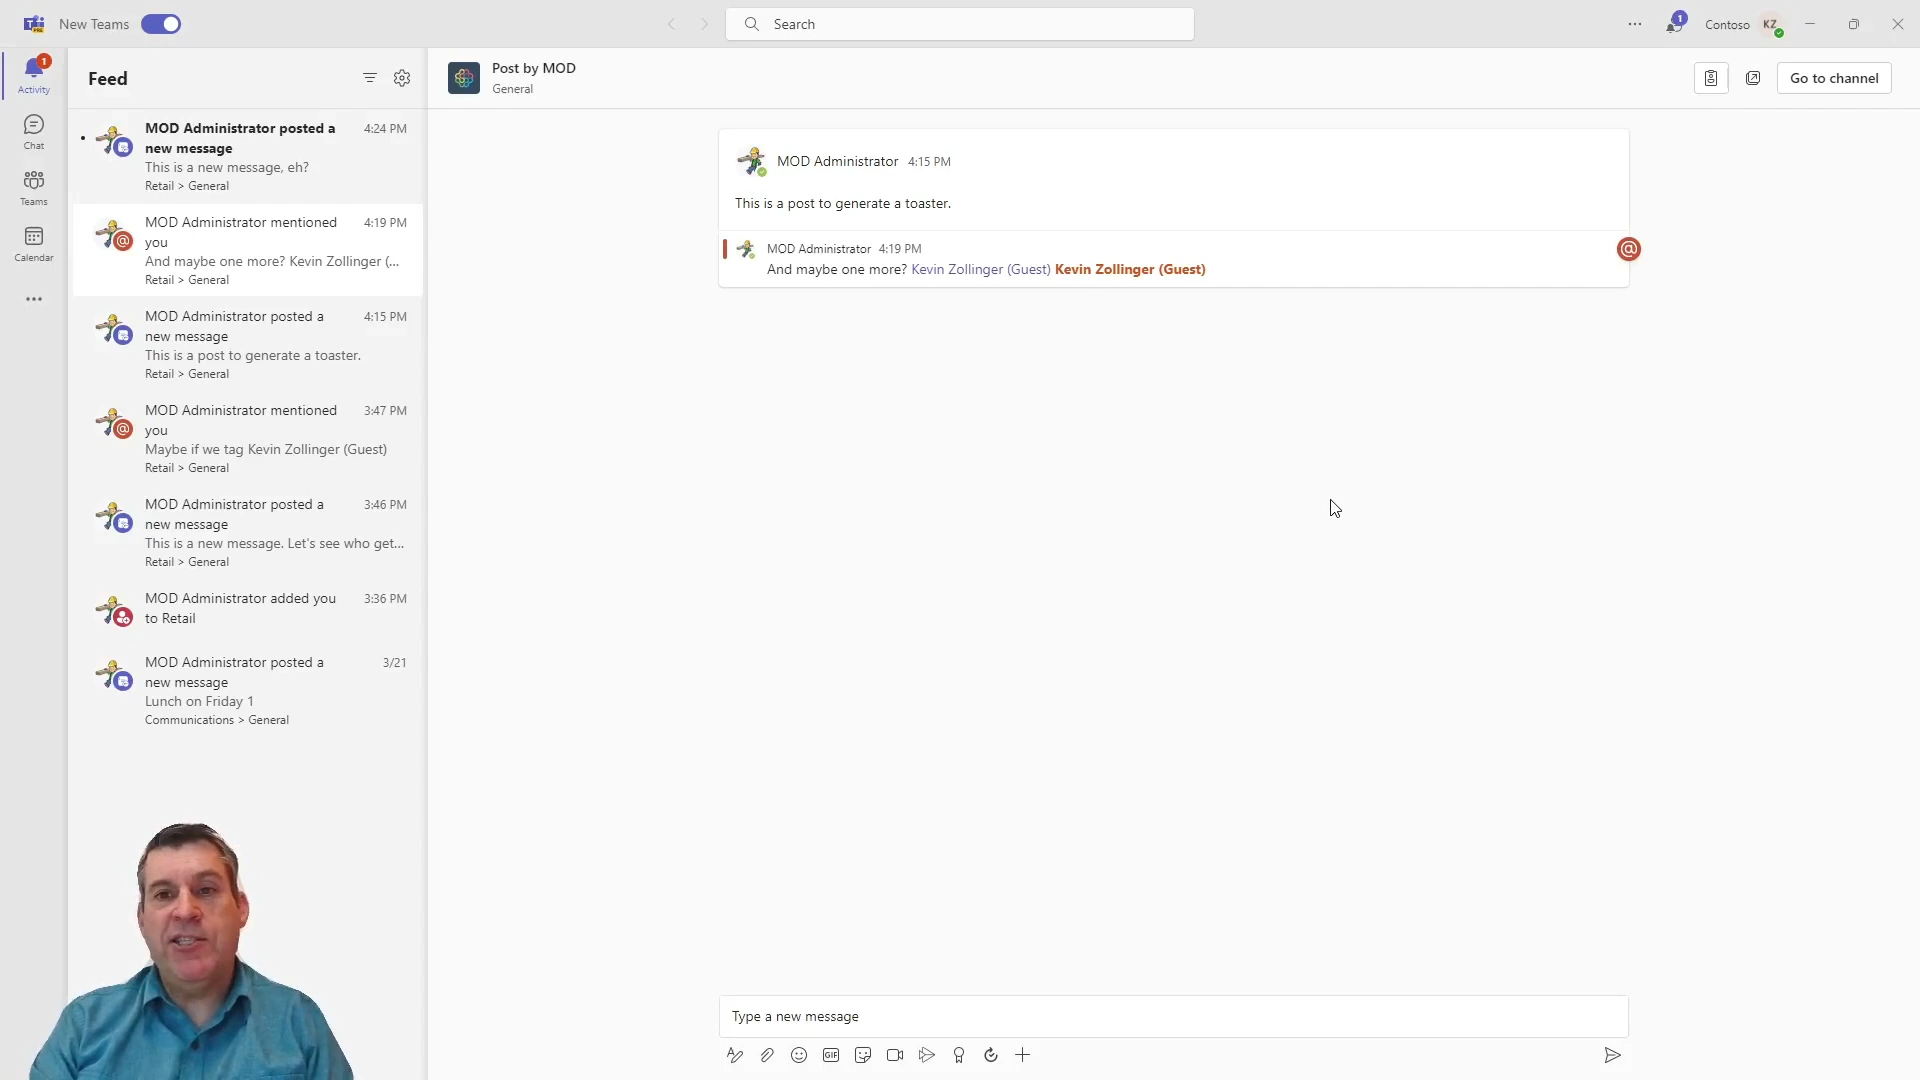 New Teams
Search
1
Contoso
KZ
1
Activity
Chat
Teams
Calendar
Feed
MOD Administrator posted a new message
4:24 PM
This is a new message, eh?
Retail > General
MOD Administrator mentioned you
4:19 PM
And maybe one more? Kevin Zollinger (...
Retail > General
MOD Administrator posted a new message
4:15 PM
This is a post to generate a toaster.
Retail > General
MOD Administrator mentioned you
3:47 PM
Maybe if we tag Kevin Zollinger (Guest)
Retail > General
MOD Administrator posted a new message
3:46 PM
This is a new message. Let's see who get...
Retail > General
MOD Administrator added you to Retail
3:36 PM
MOD Administrator posted a new message
3/21
Lunch on Friday 1
Communications > General
Post by MOD
General
Go to channel
MOD Administrator 4:15 PM
This is a post to generate a toaster.
MOD Administrator 4:19 PM
And maybe one more? Kevin Zollinger (Guest) Kevin Zollinger (Guest)
@
Type a new message
GIF